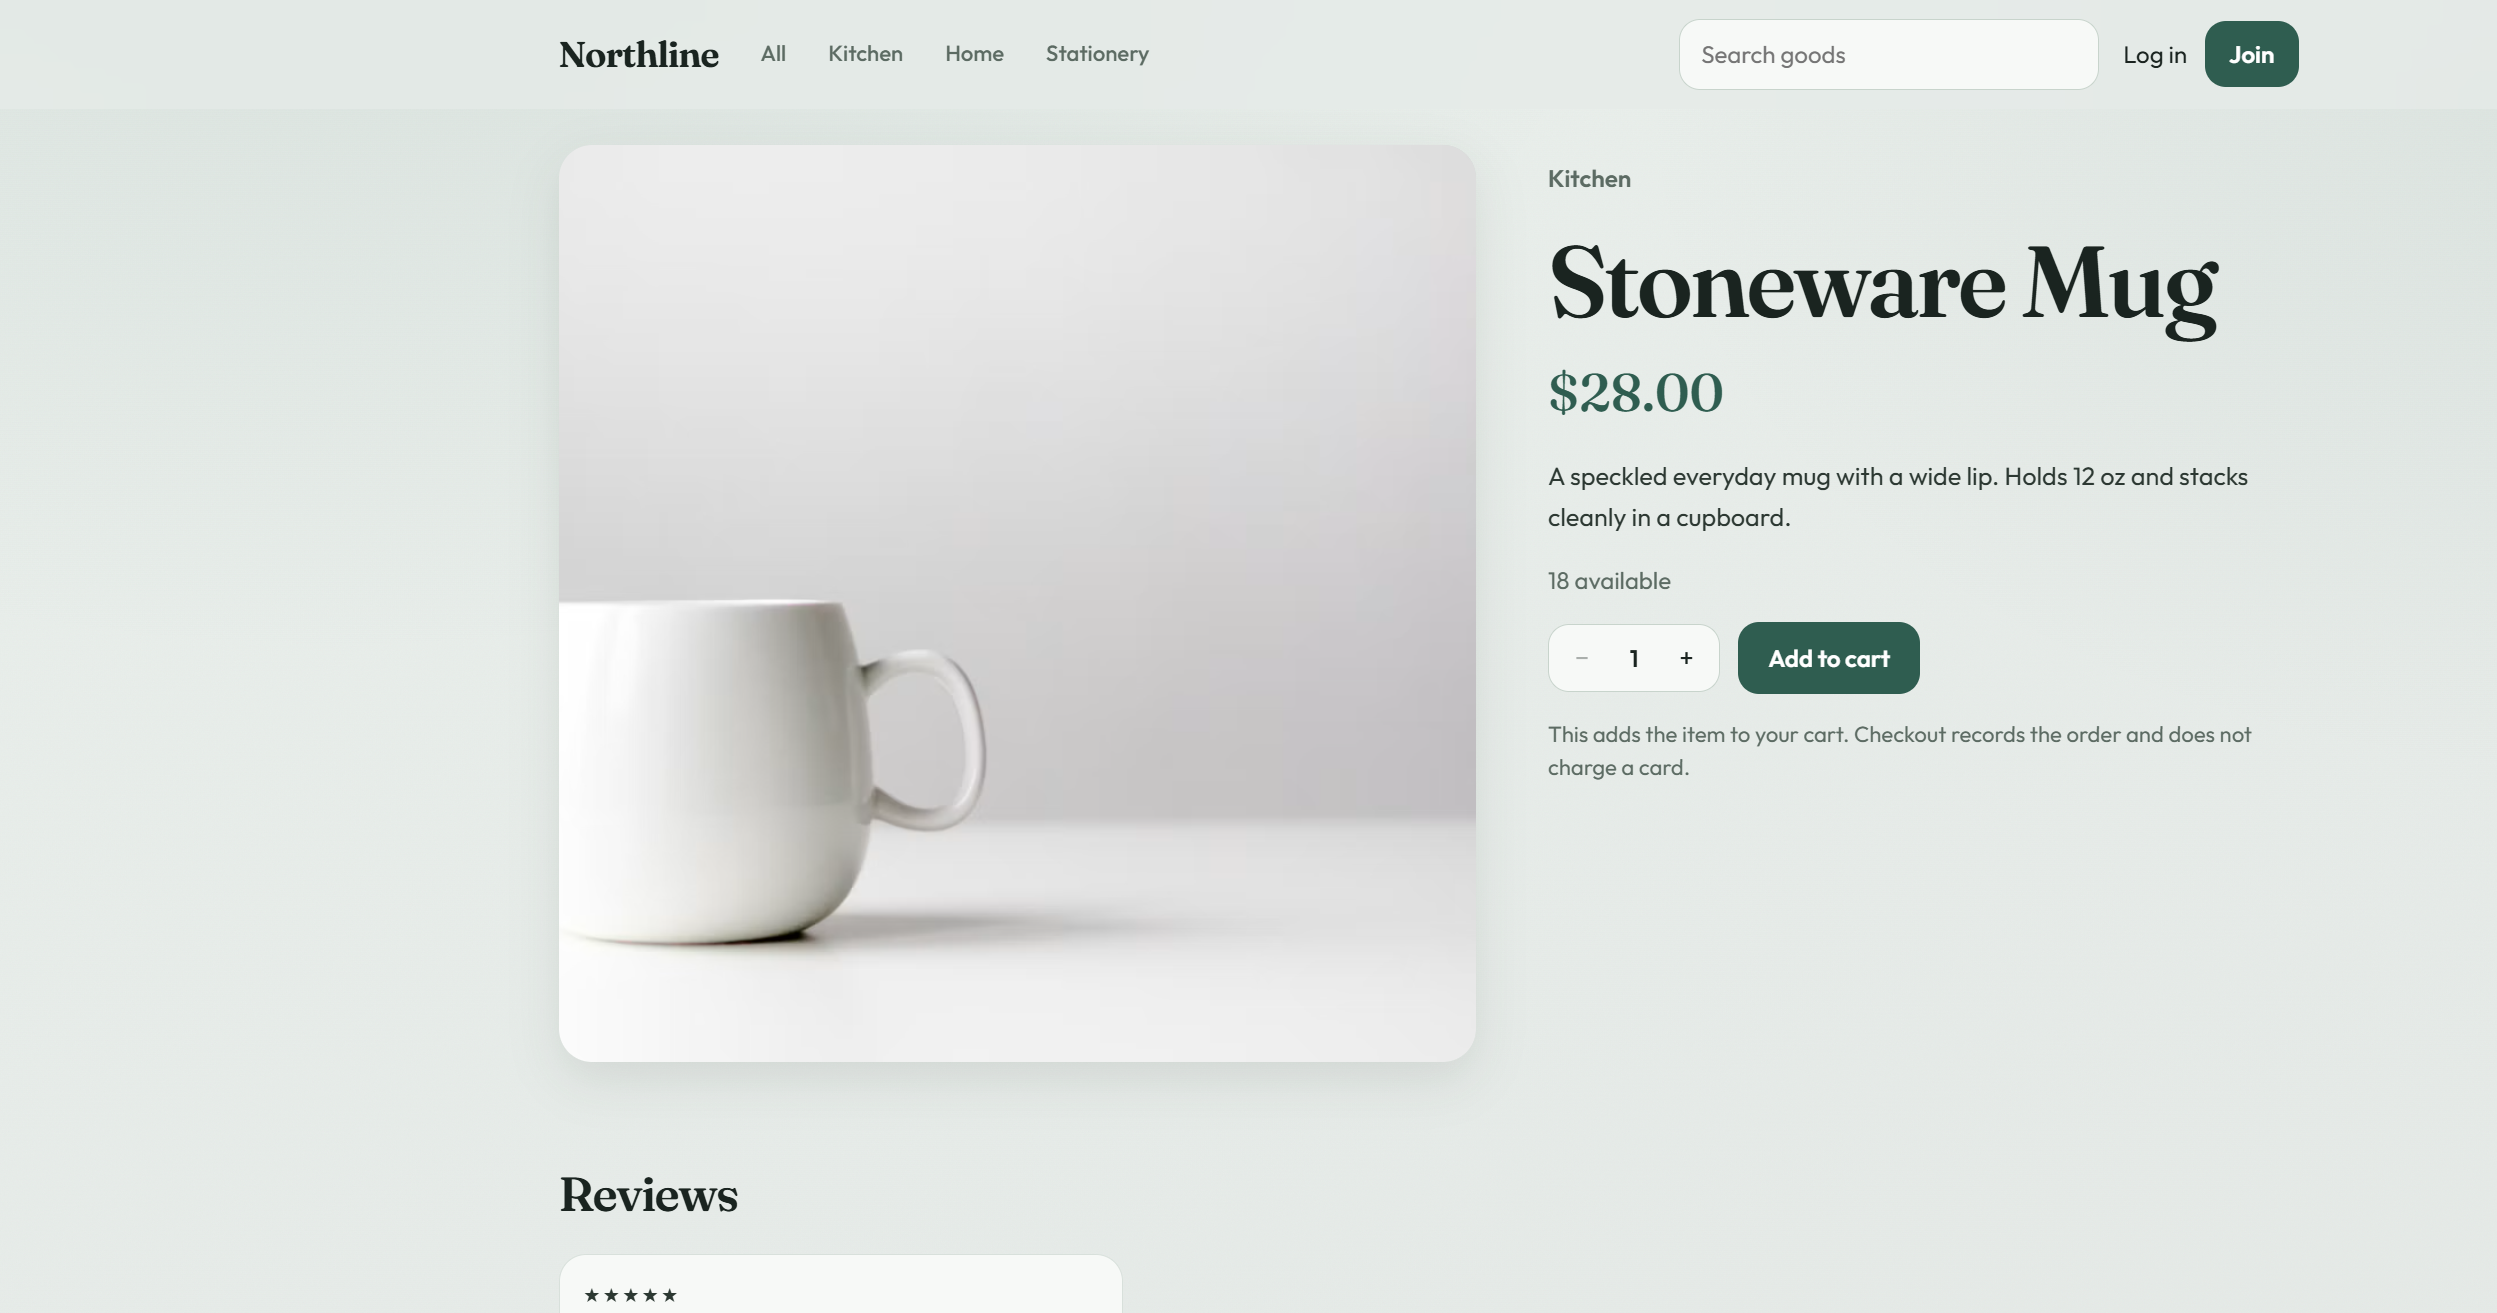 Northline
All
Kitchen
Home
Stationery
Search goods
Log in
Join
Kitchen
Stoneware Mug
$28.00
A speckled everyday mug with a wide lip. Holds 12 oz and stacks
cleanly in a cupboard.
18 available
− 1 +
Add to cart
This adds the item to your cart. Checkout records the order and does not
charge a card.
Reviews
★★★★★